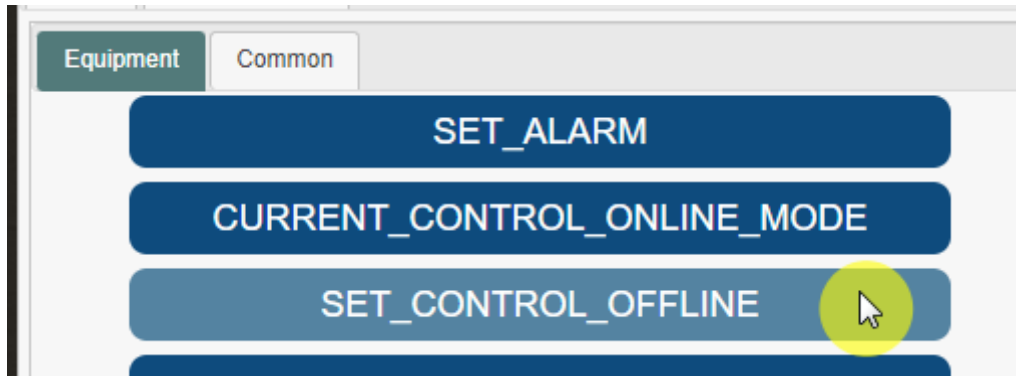 Equipment Common
SET_ALARM
CURRENT_CONTROL_ONLINE_MODE
SET_CONTROL_OFFLINE